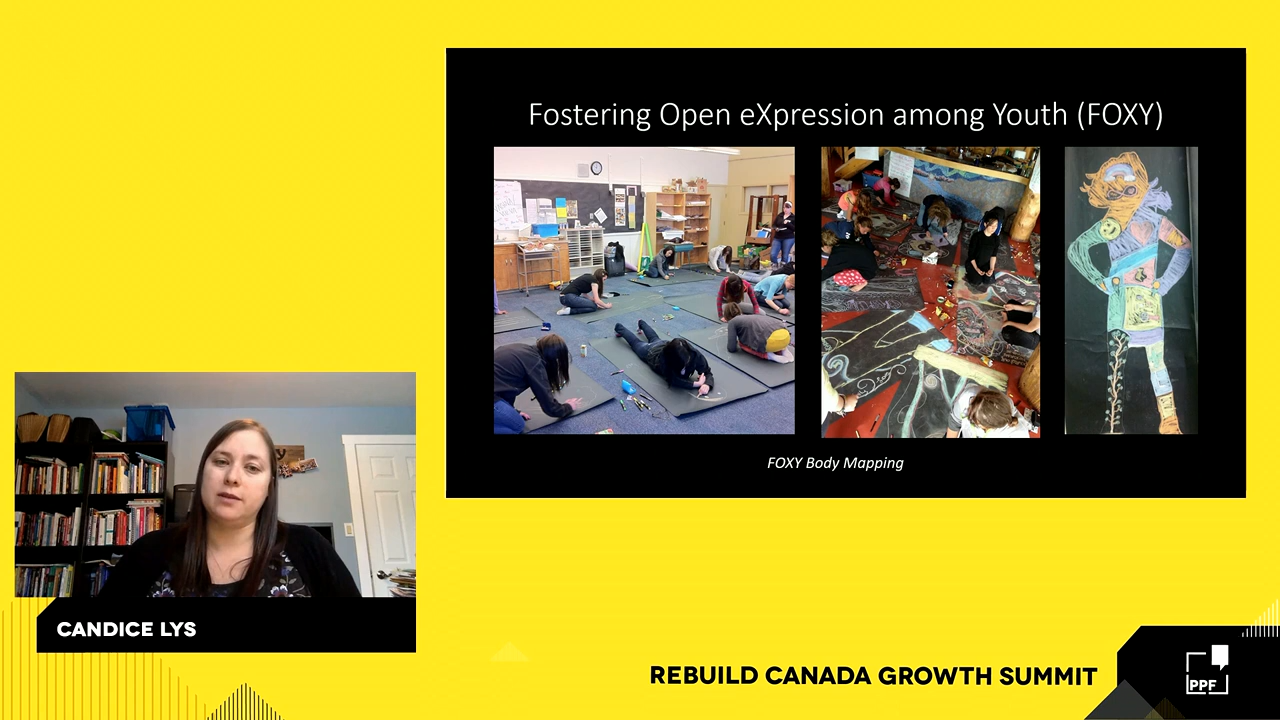 Fostering Open eXpression among Youth (FOXY)
FOXY Body Mapping
CANDICE LYS
REBUILD CANADA GROWTH SUMMIT
PPF